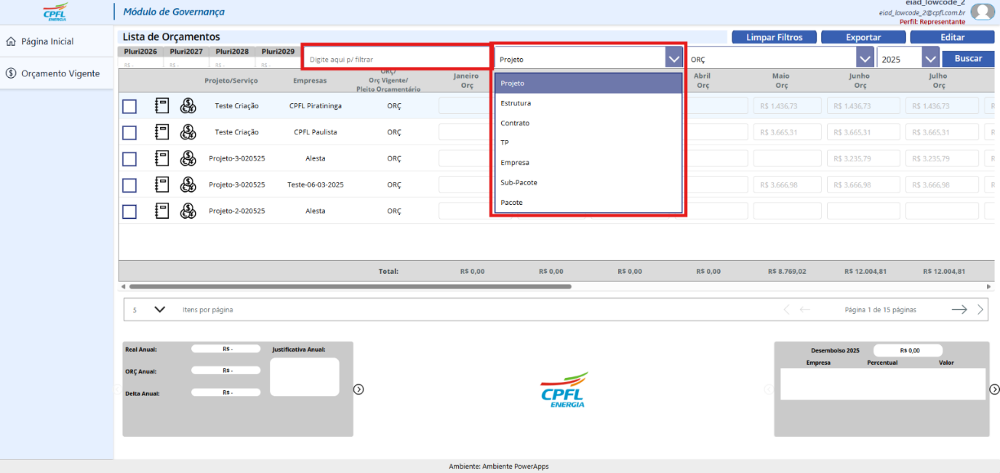 CPFL
ENERGIA
Módulo de Governança
eiad_lowcode_2
eiad_lowcode_2@cpfl.com.br
Perfil: Representante
Página Inicial
Orçamento Vigente
Lista de Orçamentos
Limpar Filtros Exportar Editar
Pluri2026 Pluri2027 Pluri2028 Pluri2029
R$ - R$ - R$ - R$ -
Digite aqui p/ filtrar Projeto ORÇ 2025 Buscar
Projeto/Serviço Empresas
ORÇ/
Orç Vigente/
Pleito Orçamentário
Janeiro Abril Maio Junho Julho
Orç Orç Orç Orç Orç
Projeto
Estrutura
Contrato
TP
Empresa
Sub-Pacote
Pacote
Teste Criação CPFL Piratininga ORÇ R$ 1.436,73 R$ 1.436,73 R$ 1.436,73 R
Teste Criação CPFL Paulista ORÇ R$ 3.665,31 R$ 3.665,31 R$ 3.665,31 R
Projeto-3-020525 Alesta ORÇ R$ 3.235,79 R$ 3.235,79 R
Projeto-3-020525 Teste-06-03-2025 ORÇ R$ 3.666,98 R$ 3.666,98 R$ 3.666,98 R
Projeto-2-020525 Alesta ORÇ
Total: R$ 0,00 R$ 0,00 R$ 0,00 R$ 0,00 R$ 8.769,02 R$ 12.004,81 R$ 12.004,81
5 Itens por página Página 1 de 15 páginas
Real Anual: R$ - Justificativa Anual:
ORÇ Anual: R$ -
Delta Anual: R$ -
CPFL
ENERGIA
Desembolso 2025 R$ 0,00
Empresa Percentual Valor
Ambiente: Ambiente PowerApps